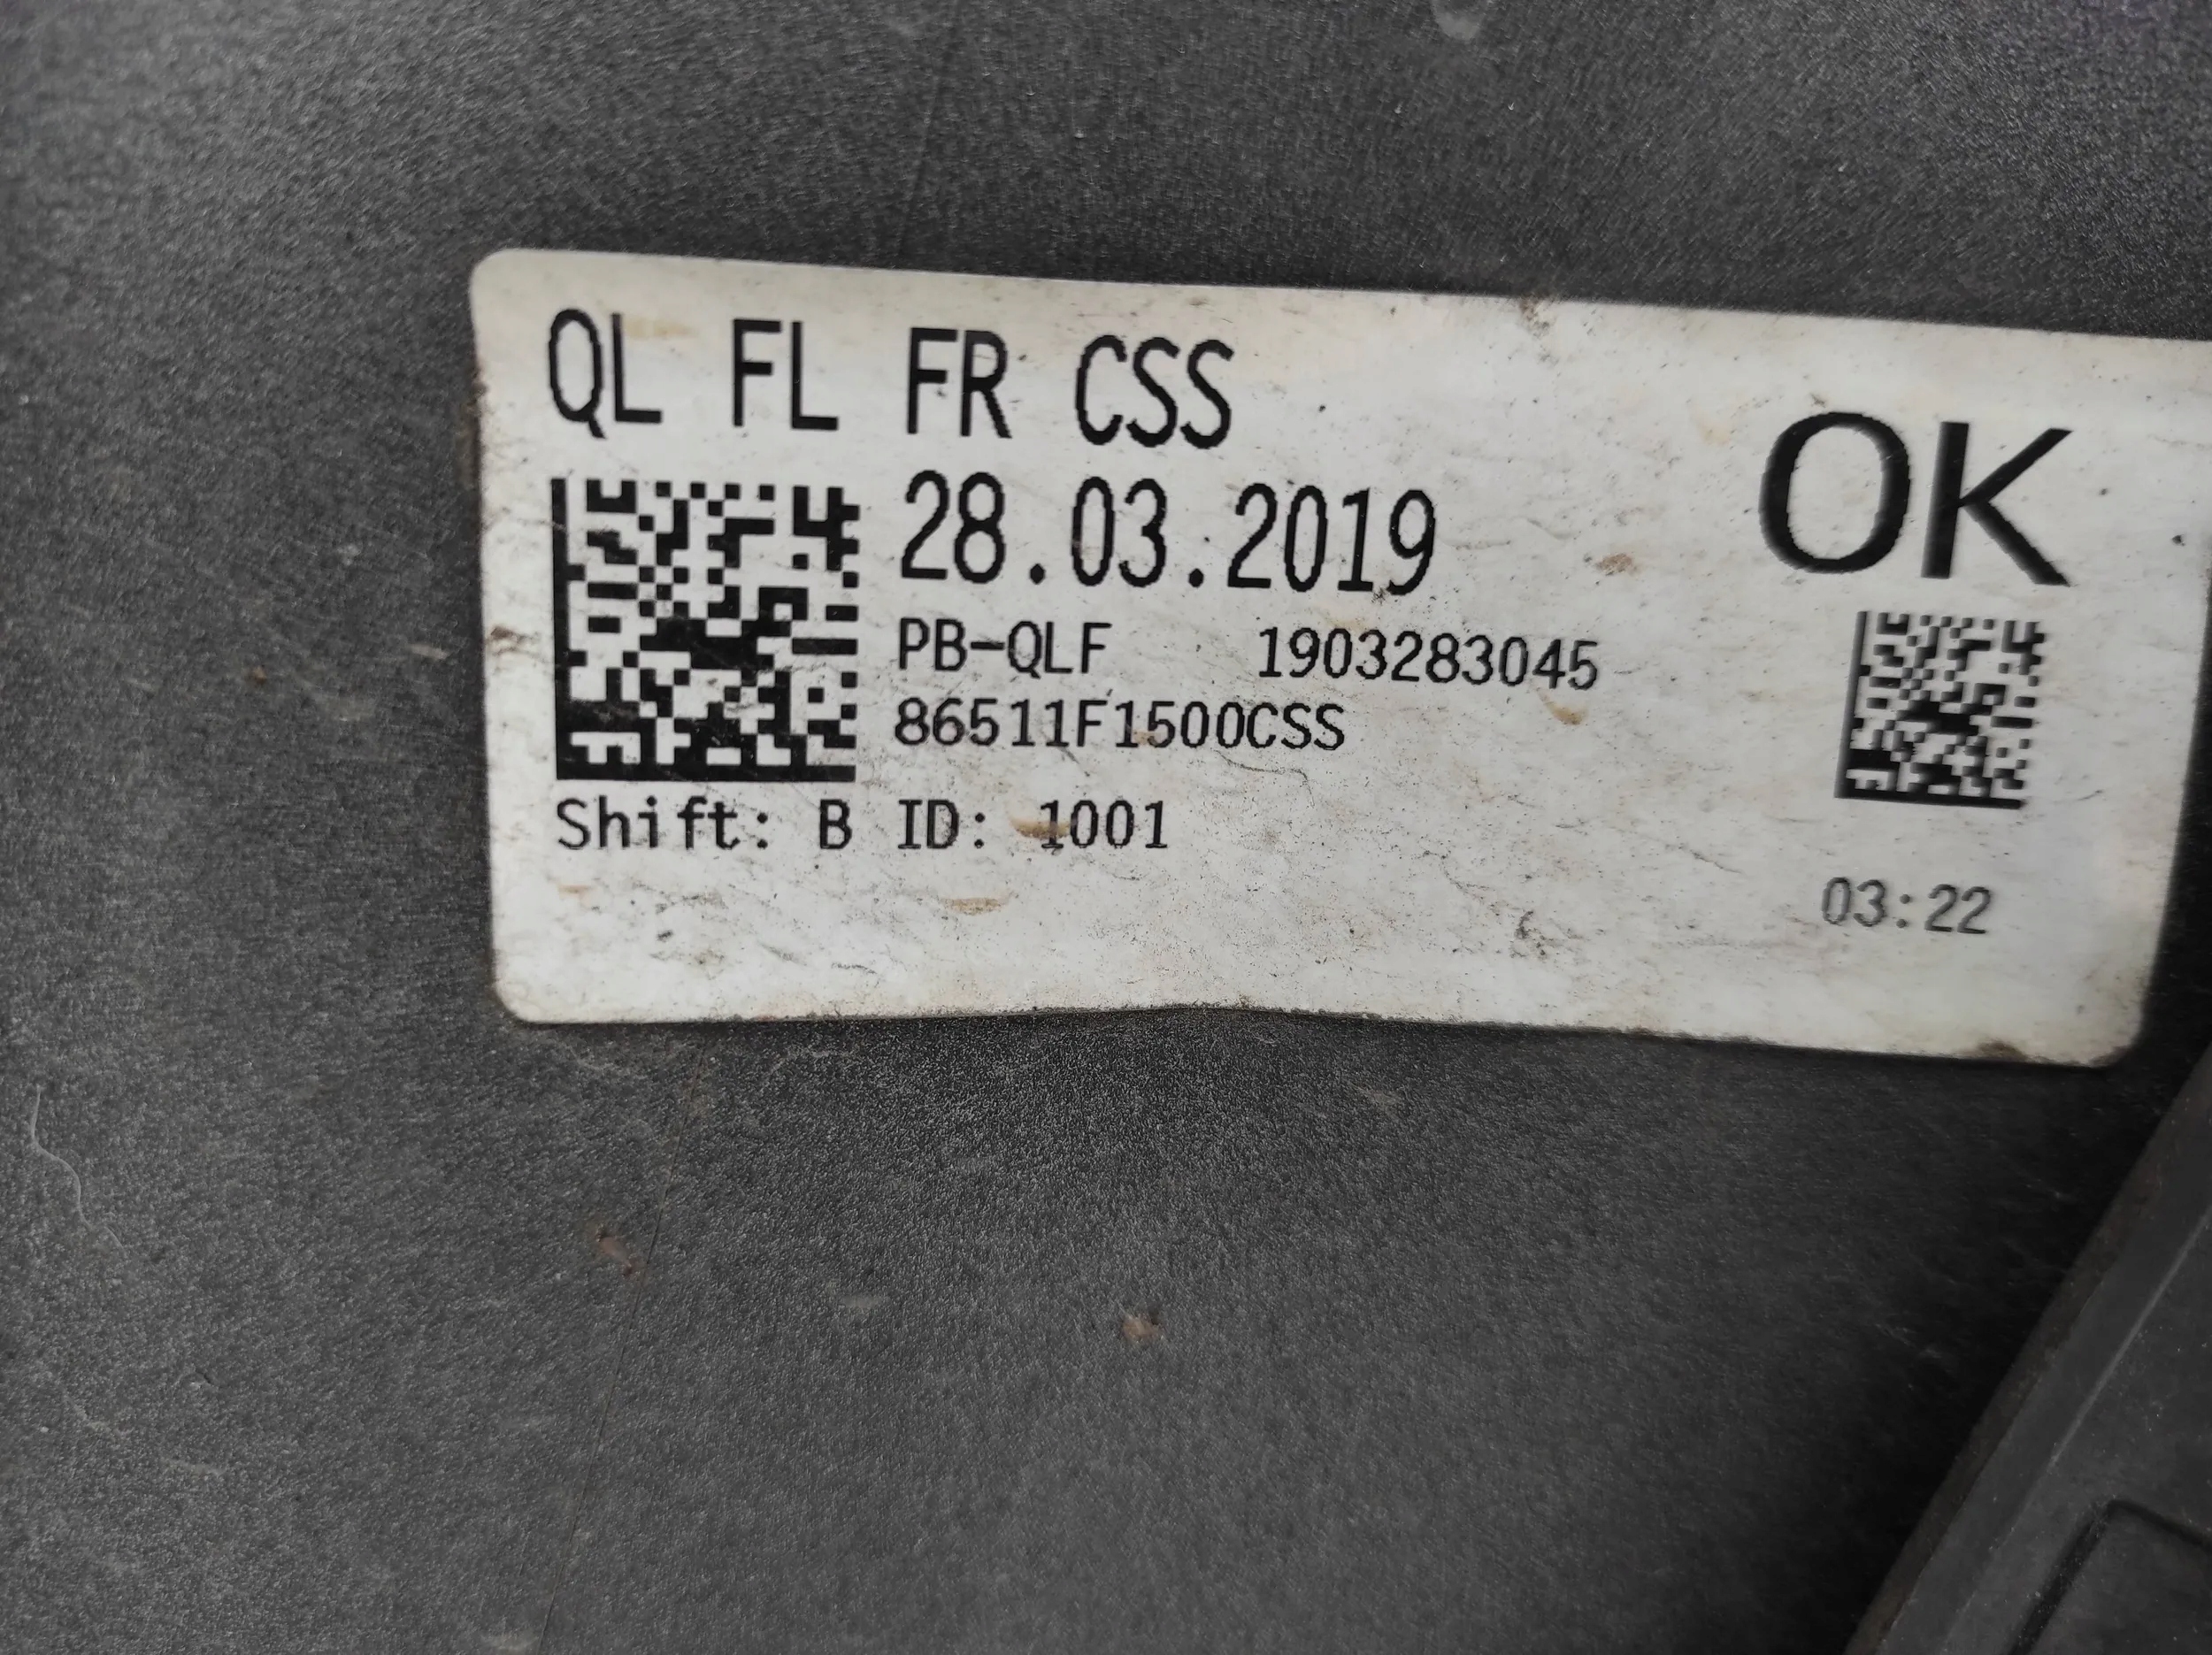 QL FL FR CSS
28.03.2019
OK
PB-QLF 1903283045
86511F1500CSS
Shift: B ID: 1001
03:22